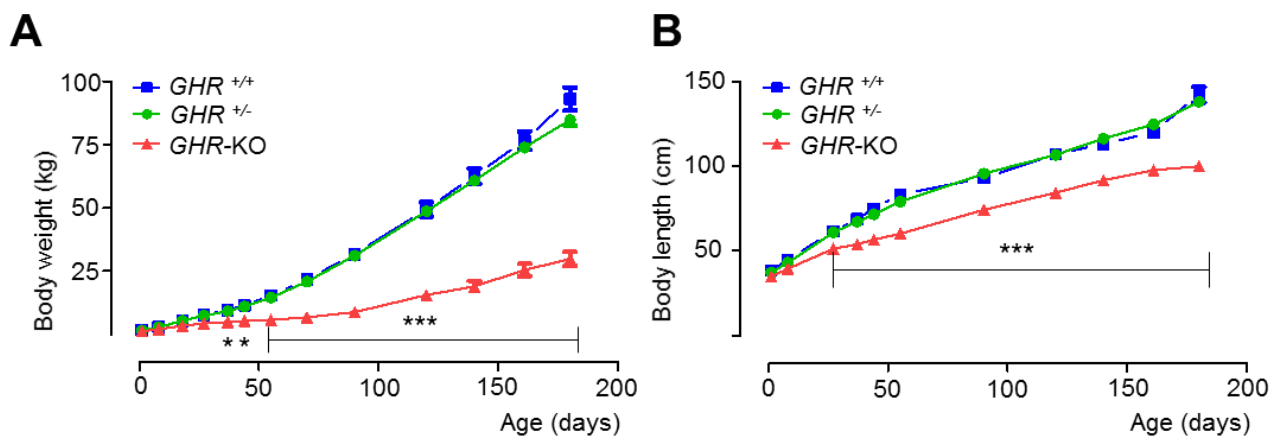 A
Body weight (kg)
100
75
50
25
GHR +/+
GHR +/-
GHR-KO
* *
***
0 50 100 150 200
Age (days)
B
Body length (cm)
150
100
50
GHR +/+
GHR +/-
GHR-KO
***
0 50 100 150 200
Age (days)